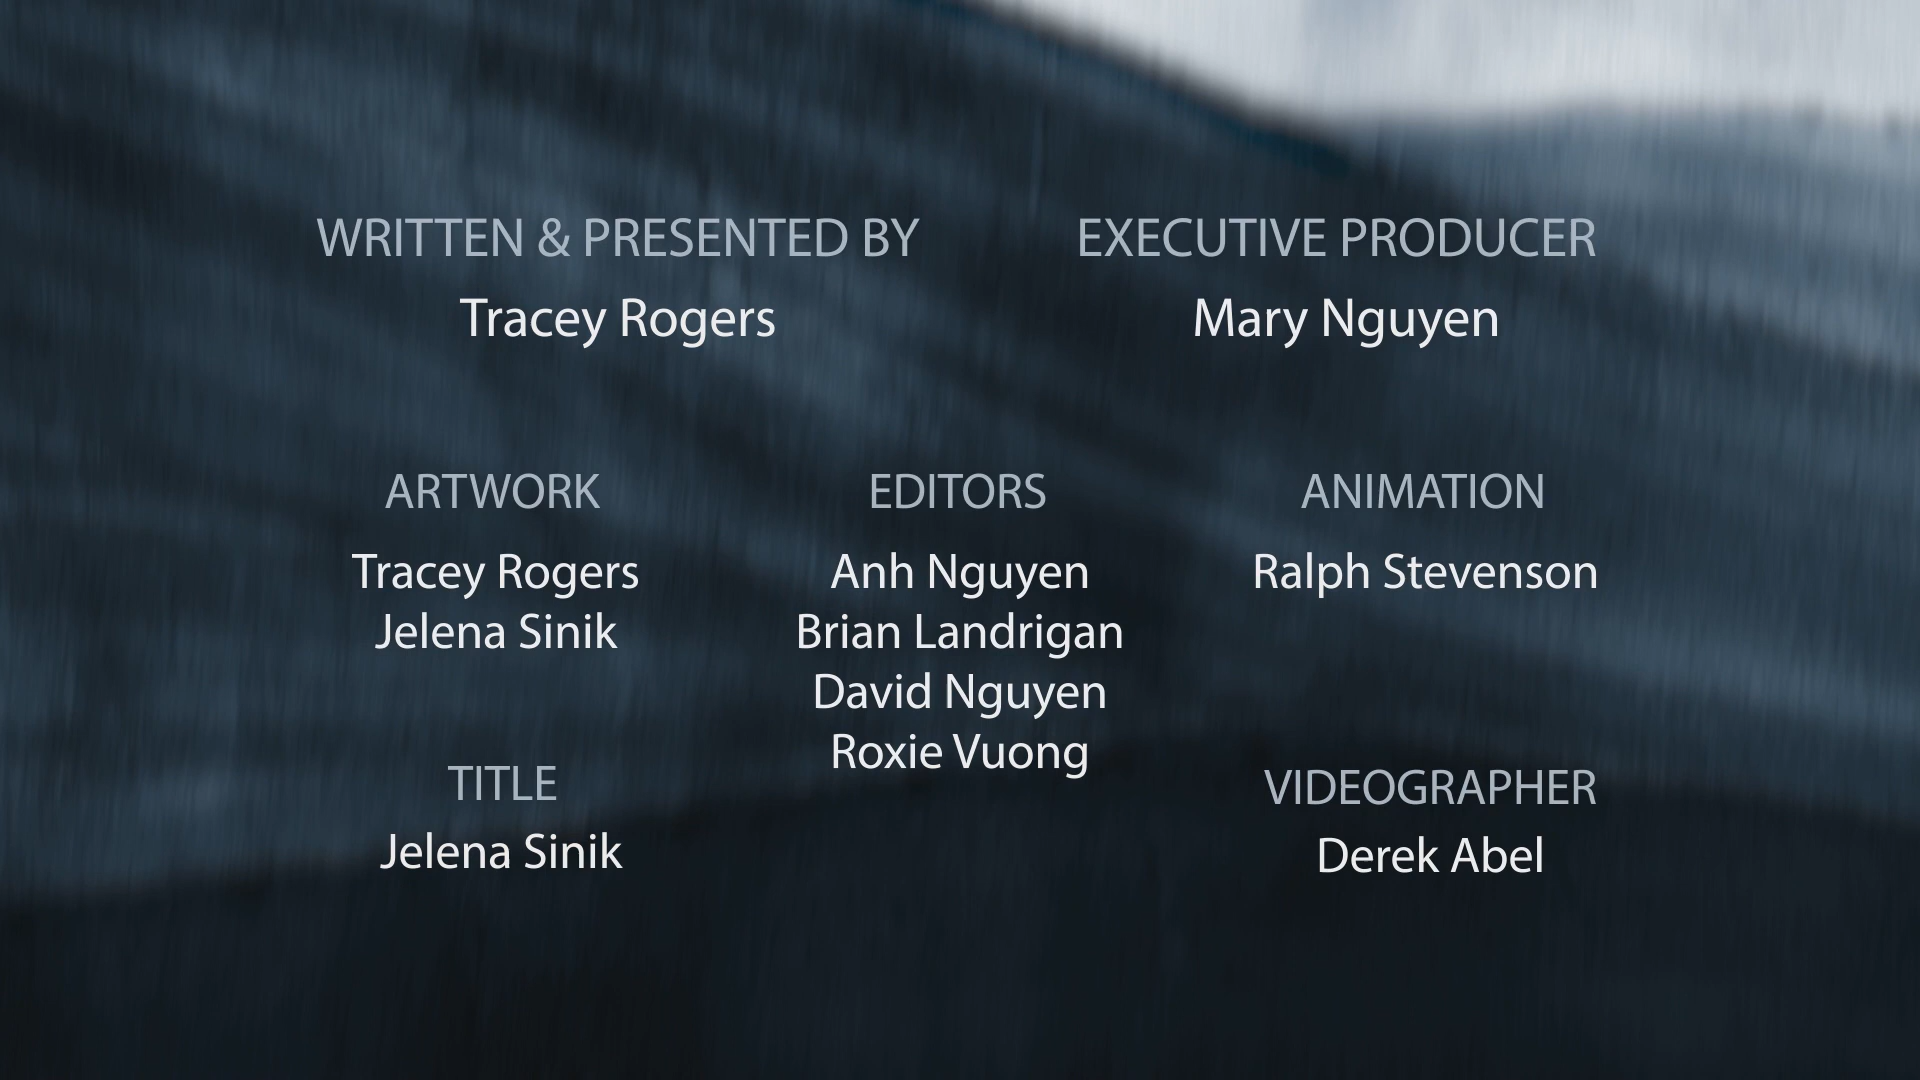 WRITTEN & PRESENTED BY
Tracey Rogers
EXECUTIVE PRODUCER
Mary Nguyen
ARTWORK
Tracey Rogers
Jelena Sinik
EDITORS
Anh Nguyen
Brian Landrigan
David Nguyen
Roxie Vuong
ANIMATION
Ralph Stevenson
TITLE
Jelena Sinik
VIDEOGRAPHER
Derek Abel